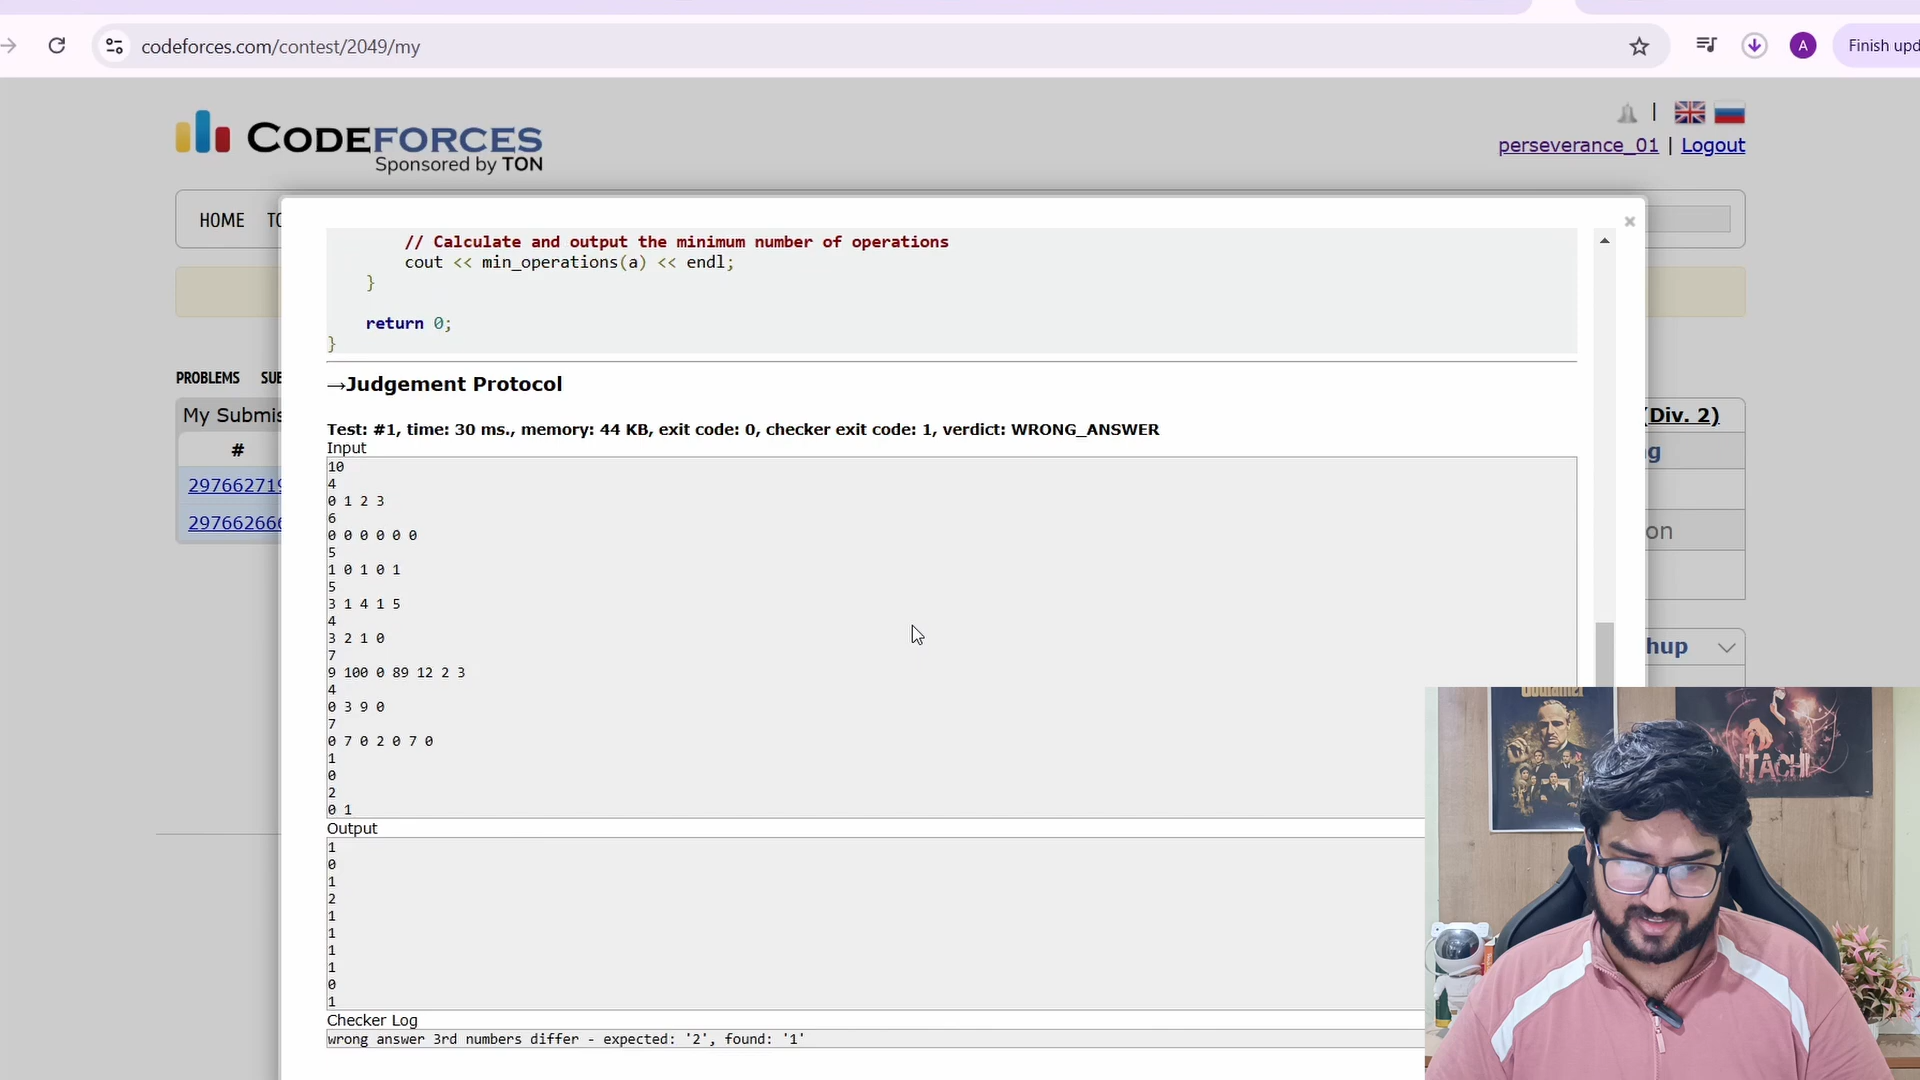 codeforces.com/contest/2049/my
A
Finish upd
CODEFORCES
Sponsored by TON
perseverance_01 | Logout
HOME
PROBLEMS
My Submis
#
29766271
29766266
(Div. 2)
// Calculate and output the minimum number of operations
cout << min_operations(a) << endl;
}
return 0;
}
→Judgement Protocol
Test: #1, time: 30 ms., memory: 44 KB, exit code: 0, checker exit code: 1, verdict: WRONG_ANSWER
Input
10
4
0 1 2 3
6
0 0 0 0 0 0
5
1 0 1 0 1
5
3 1 4 1 5
4
3 2 1 0
7
9 100 0 89 12 2 3
4
0 3 9 0
7
0 7 0 2 0 7 0
1
0
2
0 1
Output
1
0
1
2
1
1
1
1
0
1
Checker Log
wrong answer 3rd numbers differ - expected: '2', found: '1'
ITACHI